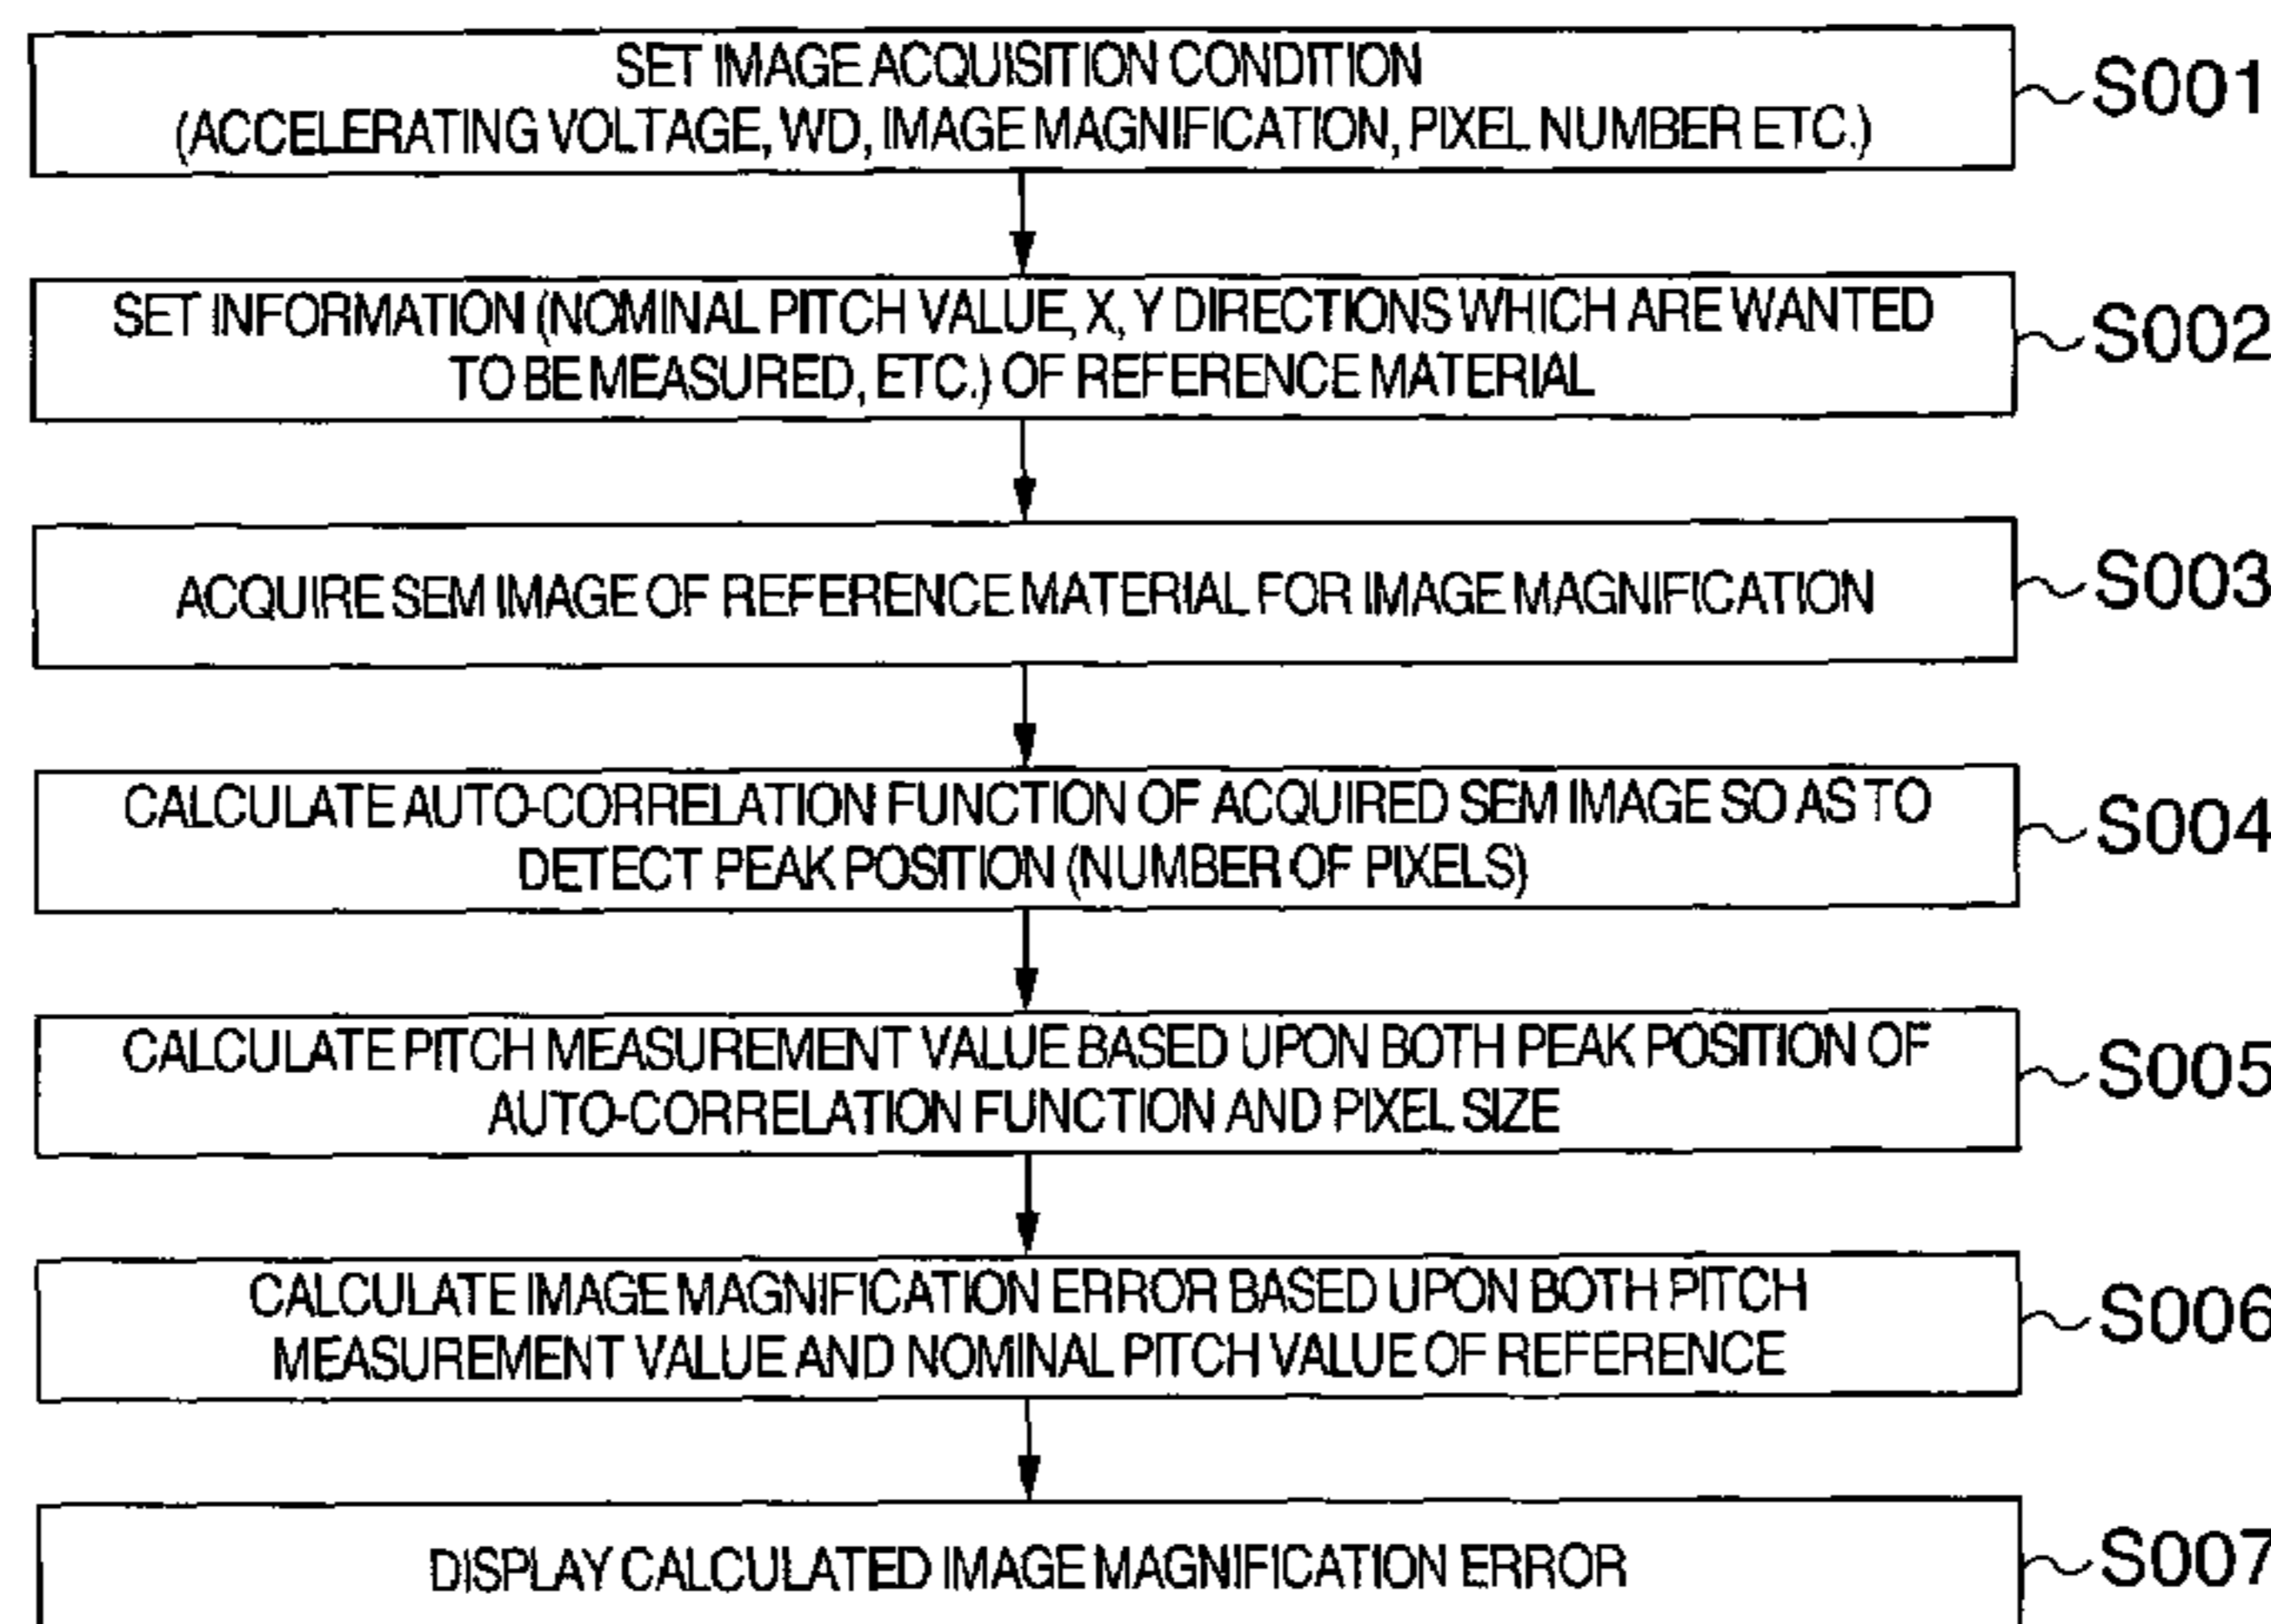 SET IMAGE ACQUISITION CONDITION
(ACCELERATING VOLTAGE, WD, IMAGE MAGNIFICATION, PIXEL NUMBER ETC.)
S001
SET INFORMATION (NOMINAL PITCH VALUE, X, Y DIRECTIONS WHICH ARE WANTED
TO BE MEASURED, ETC.) OF REFERENCE MATERIAL
S002
ACQUIRE SEM IMAGE OF REFERENCE MATERIAL FOR IMAGE MAGNIFICATION
S003
CALCULATE AUTO-CORRELATION FUNCTION OF ACQUIRED SEM IMAGE SO AS TO
DETECT PEAK POSITION (NUMBER OF PIXELS)
S004
CALCULATE PITCH MEASUREMENT VALUE BASED UPON BOTH PEAK POSITION OF
AUTO-CORRELATION FUNCTION AND PIXEL SIZE
S005
CALCULATE IMAGE MAGNIFICATION ERROR BASED UPON BOTH PITCH
MEASUREMENT VALUE AND NOMINAL PITCH VALUE OF REFERENCE
S006
DISPLAY CALCULATED IMAGE MAGNIFICATION ERROR
S007